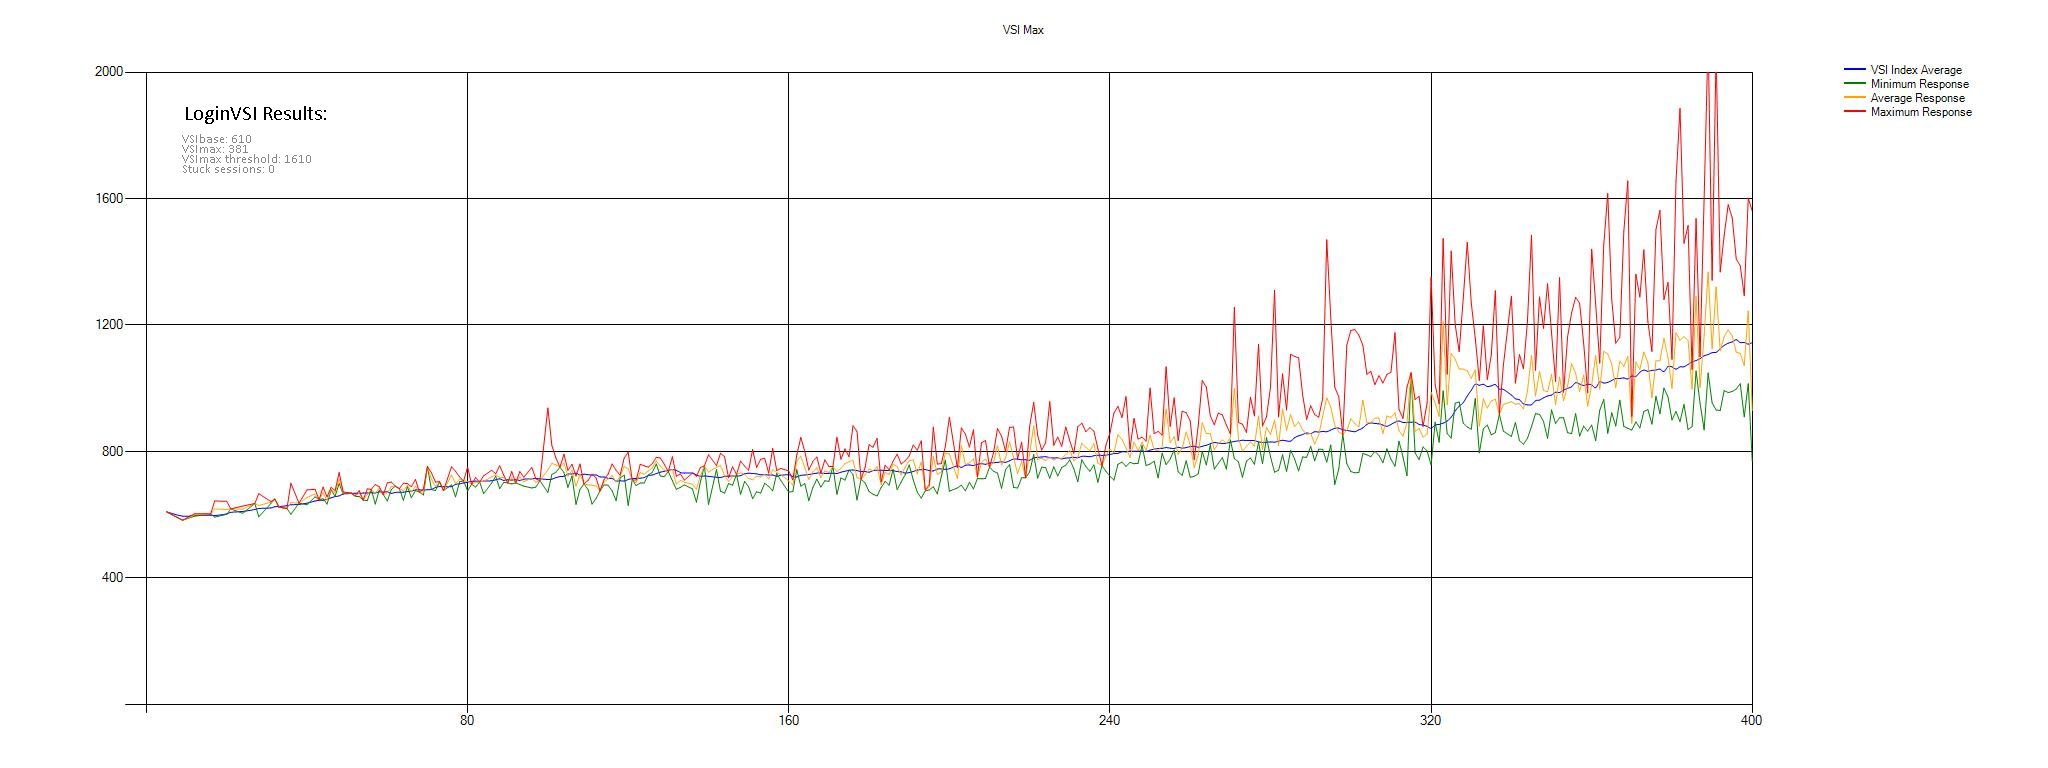 VSI Max
2000
1600
1200
800
400
80
160
240
320
400
LoginVSI Results:
VSIbase: 610
VSImax: 381
VSImax threshold: 1610
Stuck sessions: 0
VSI Index Average
Minimum Response
Average Response
Maximum Response